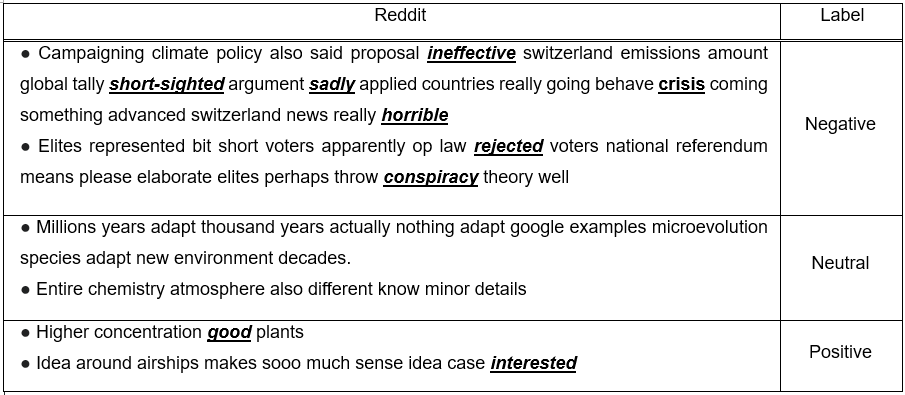 Reddit Label
● Campaigning climate policy also said proposal ineffective switzerland emissions amount
global tally short-sighted argument sadly applied countries really going behave crisis coming
something advanced switzerland news really horrible
● Elites represented bit short voters apparently op law rejected voters national referendum
means please elaborate elites perhaps throw conspiracy theory well
Negative
● Millions years adapt thousand years actually nothing adapt google examples microevolution
species adapt new environment decades.
● Entire chemistry atmosphere also different know minor details
Neutral
● Higher concentration good plants
● Idea around airships makes sooo much sense idea case interested
Positive